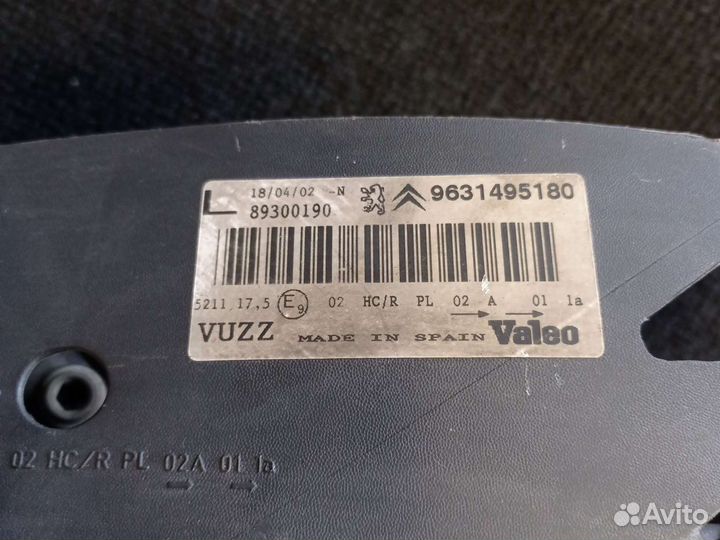 L 18/04/02 -N 9631495180
89300190
5211 17,5 E9 02 HC/R PL 02 A 01 1a
VUZZ MADE IN SPAIN Valeo
02 HC/R PL 02A 01 1a
Avito